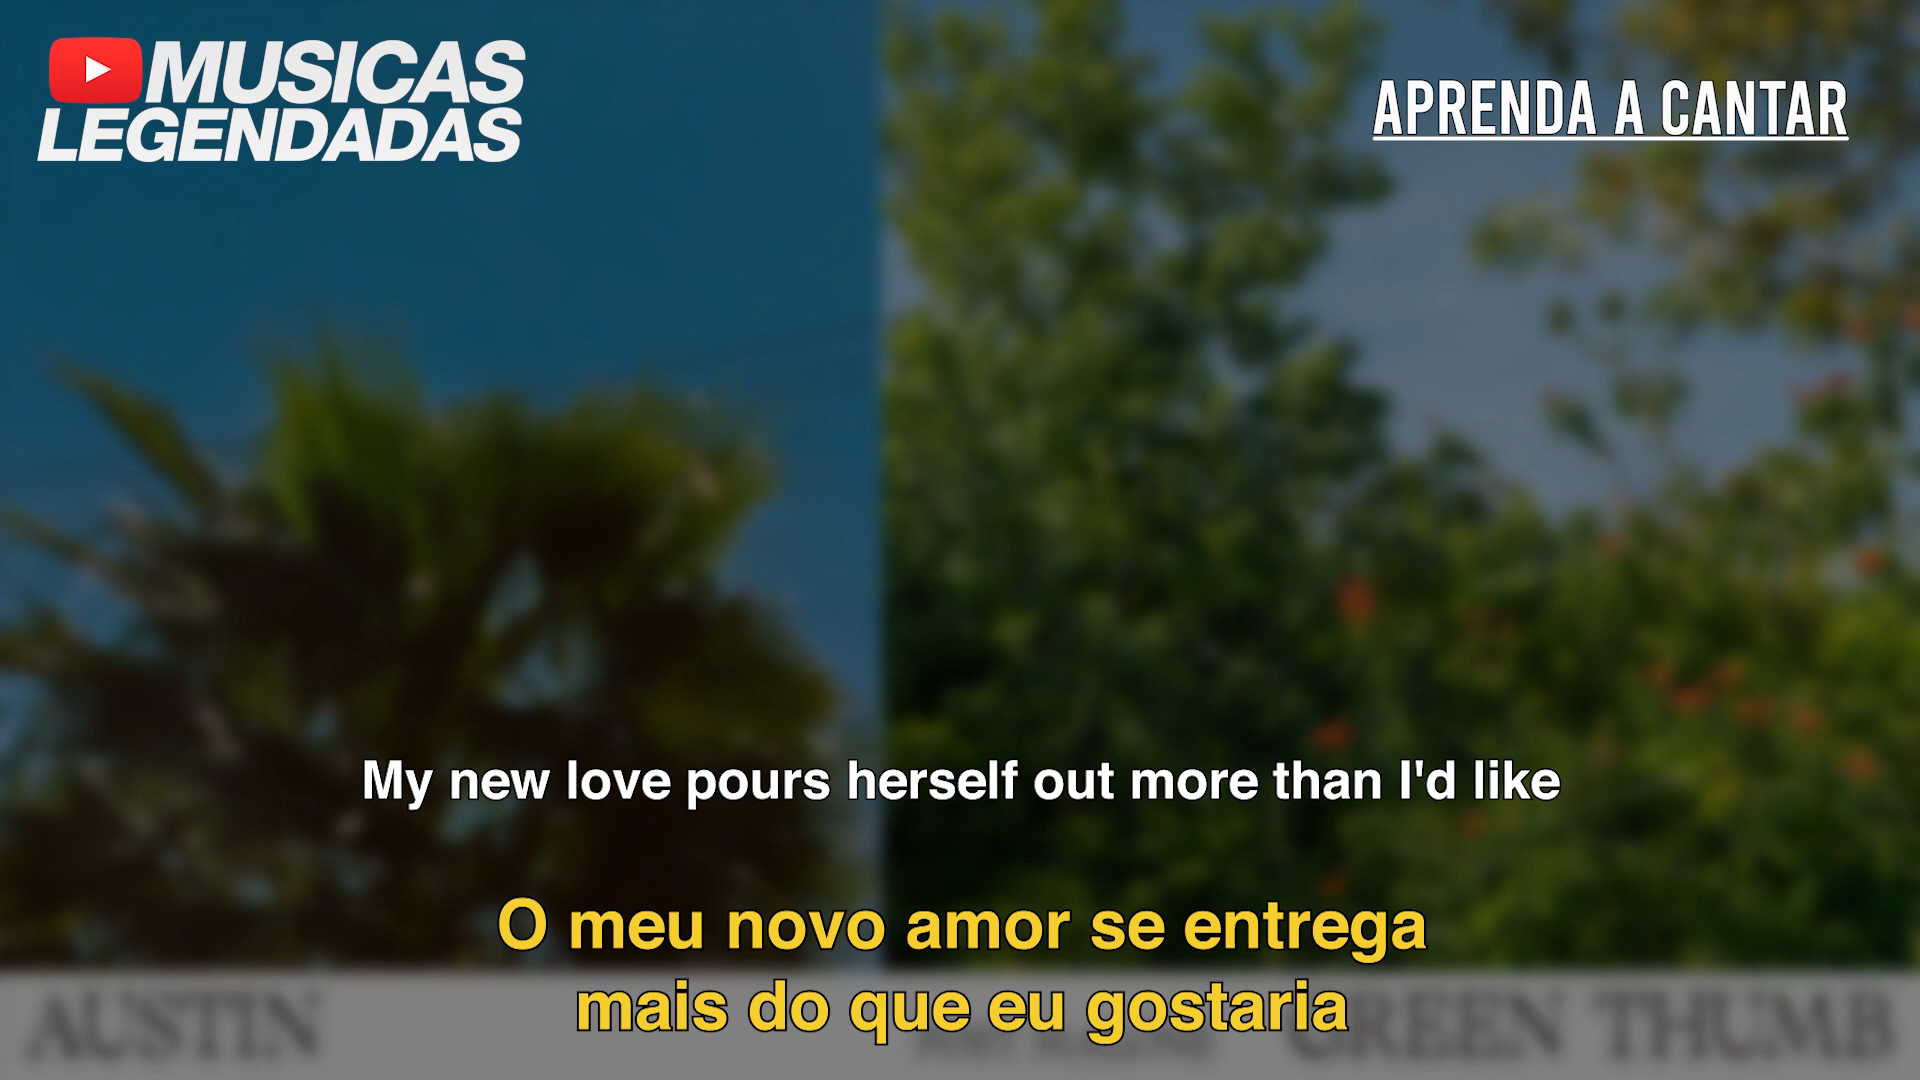 MUSICAS
LEGENDADAS
APRENDA A CANTAR
My new love pours herself out more than I'd like
O meu novo amor se entrega
mais do que eu gostaria
AUSTIN
GREEN THUMB